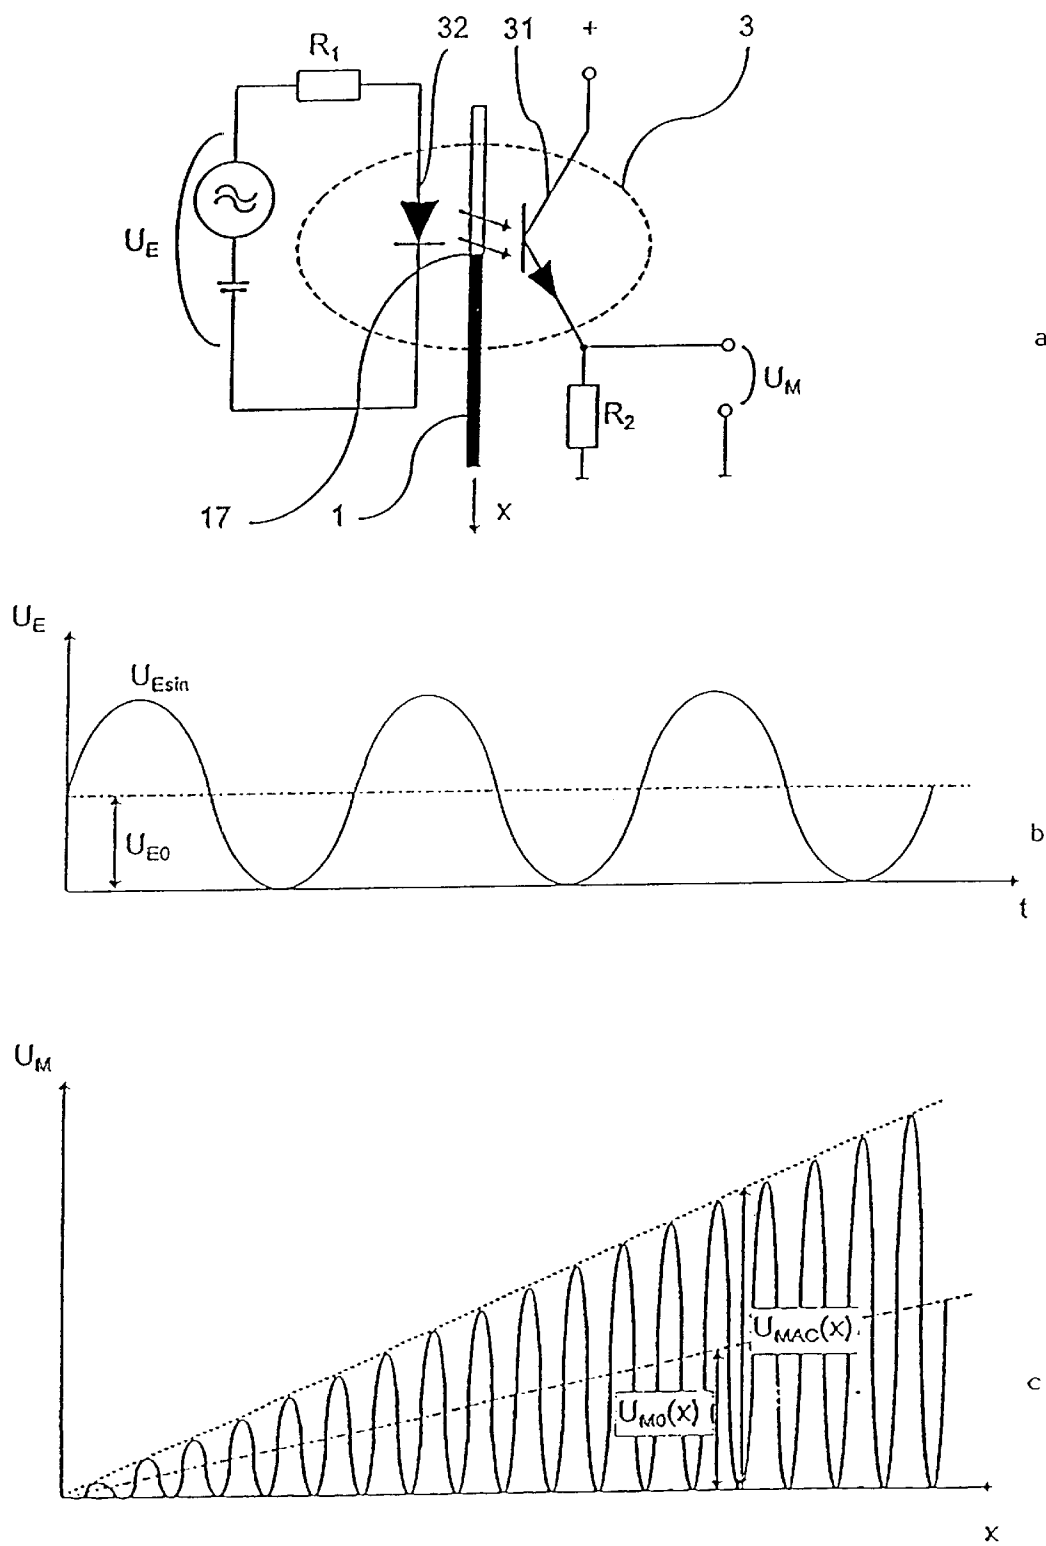 R1 32 31 + 3
UE
a
UM
R2
17 1 x
UE
UEsin
UE0
b
t
UM
UMAC(x)
UM0(x)
c
x